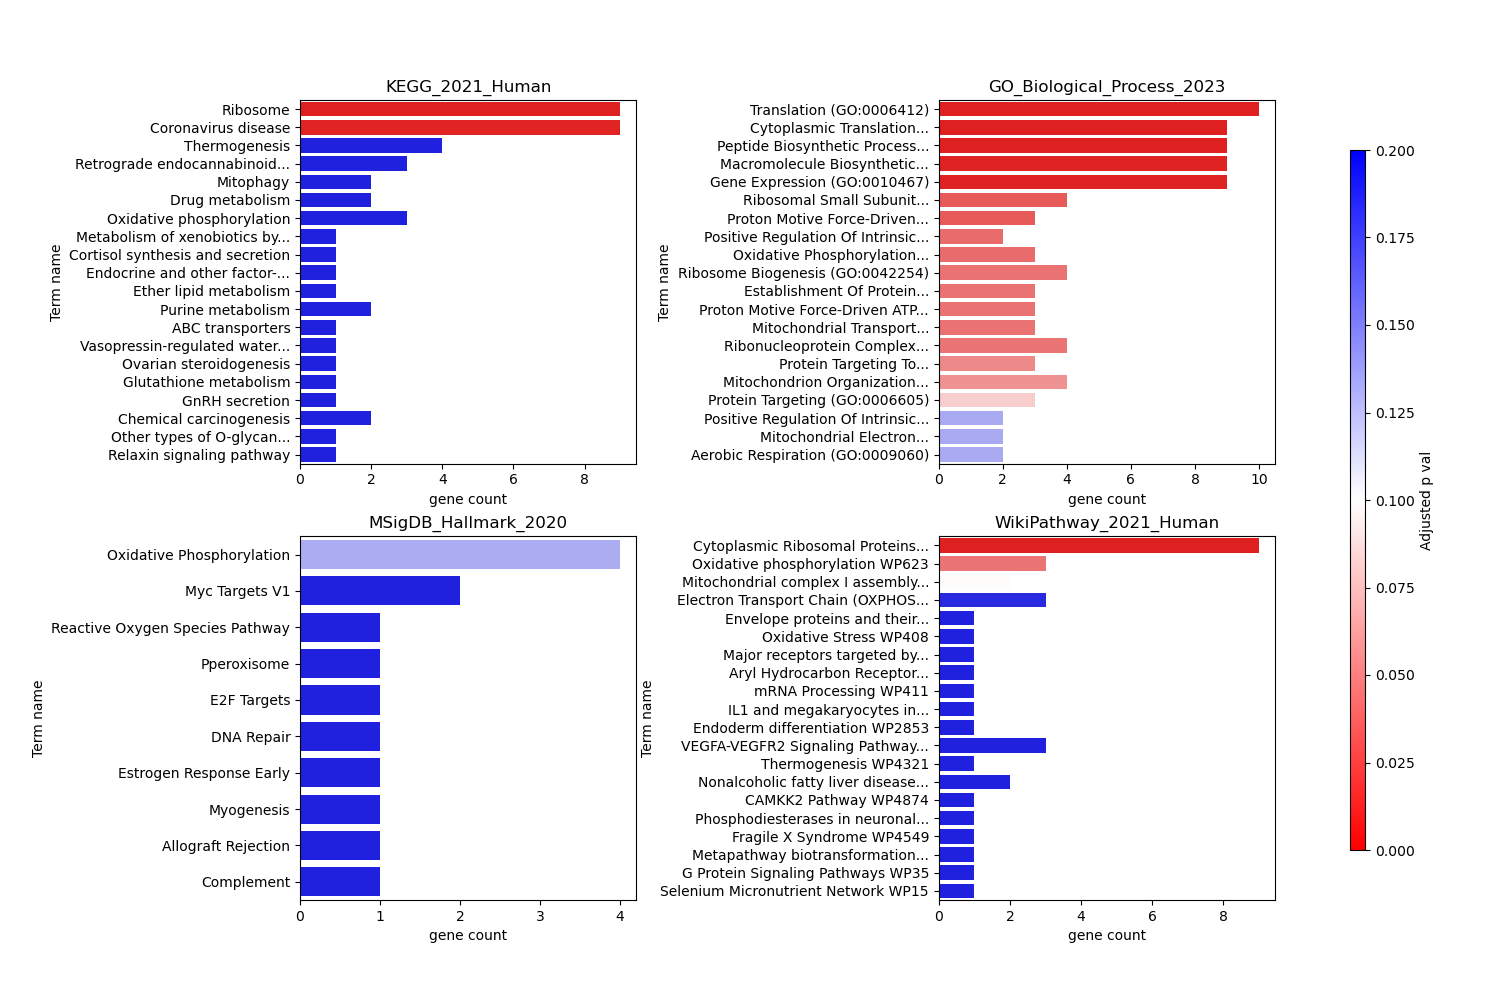 KEGG_2021_Human
Term name
Ribosome
Coronavirus disease
Thermogenesis
Retrograde endocannabinoid...
Mitophagy
Drug metabolism
Oxidative phosphorylation
Metabolism of xenobiotics by...
Cortisol synthesis and secretion
Endocrine and other factor-...
Ether lipid metabolism
Purine metabolism
ABC transporters
Vasopressin-regulated water...
Ovarian steroidogenesis
Glutathione metabolism
GnRH secretion
Chemical carcinogenesis
Other types of O-glycan...
Relaxin signaling pathway
0 2 4 6 8
gene count
GO_Biological_Process_2023
Term name
Translation (GO:0006412)
Cytoplasmic Translation...
Peptide Biosynthetic Process...
Macromolecule Biosynthetic...
Gene Expression (GO:0010467)
Ribosomal Small Subunit...
Proton Motive Force-Driven...
Positive Regulation Of Intrinsic...
Oxidative Phosphorylation...
Ribosome Biogenesis (GO:0042254)
Establishment Of Protein...
Proton Motive Force-Driven ATP...
Mitochondrial Transport...
Ribonucleoprotein Complex...
Protein Targeting To...
Mitochondrion Organization...
Protein Targeting (GO:0006605)
Positive Regulation Of Intrinsic...
Mitochondrial Electron...
Aerobic Respiration (GO:0009060)
0 2 4 6 8 10
gene count
MSigDB_Hallmark_2020
Term name
Oxidative Phosphorylation
Myc Targets V1
Reactive Oxygen Species Pathway
Pperoxisome
E2F Targets
DNA Repair
Estrogen Response Early
Myogenesis
Allograft Rejection
Complement
0 1 2 3 4
gene count
WikiPathway_2021_Human
Term name
Cytoplasmic Ribosomal Proteins...
Oxidative phosphorylation WP623
Mitochondrial complex I assembly...
Electron Transport Chain (OXPHOS...
Envelope proteins and their...
Oxidative Stress WP408
Major receptors targeted by...
Aryl Hydrocarbon Receptor...
mRNA Processing WP411
IL1 and megakaryocytes in...
Endoderm differentiation WP2853
VEGFA-VEGFR2 Signaling Pathway...
Thermogenesis WP4321
Nonalcoholic fatty liver disease...
CAMKK2 Pathway WP4874
Phosphodiesterases in neuronal...
Fragile X Syndrome WP4549
Metapathway biotransformation...
G Protein Signaling Pathways WP35
Selenium Micronutrient Network WP15
0 2 4 6 8
gene count
0.200
0.175
0.150
0.125
0.100
0.075
0.050
0.025
0.000
Adjusted p val